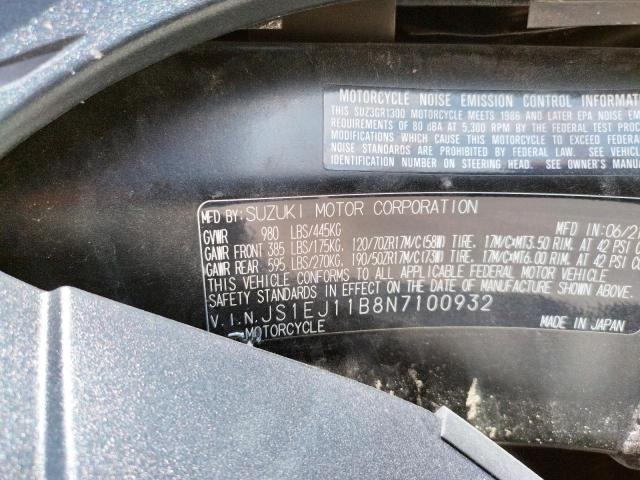 MOTORCYCLE NOISE EMISSION CONTROL INFORMAT
THIS SUZ3GR1300 MOTORCYCLE MEETS 1986 AND LATER EPA NOISE EM
REQUIREMENTS OF 80 dBA AT 5,300 RPM BY THE FEDERAL TEST PROC
MODIFICATIONS WHICH CAUSE THIS MOTORCYCLE TO EXCEED FEDERAL
NOISE STANDARDS ARE PROHIBITED BY FEDERAL LAW. SEE VEHICLE
IDENTIFICATION NUMBER ON STEERING HEAD. SEE OWNER'S MANUA
MFD BY: SUZUKI MOTOR CORPORATION MFD IN: 06/2
GVWR 980 LBS/445KG
GAWR FRONT 385 LBS/175KG. 120/70ZR17M/C(58W) TIRE. 17M/C×MT3.50 RIM. AT 42 PSI
GAWR REAR 595 LBS/270KG. 190/50ZR17M/C(73W) TIRE. 17M/C×MT6.00 RIM. AT 42 PSI
THIS VEHICLE CONFORMS TO ALL APPLICABLE FEDERAL MOTOR VEHICLE
SAFETY STANDARDS IN EFFECT ON THE DATE OF MANUFACTURE SHOWN ABOVE.
V.I.N. JS1EJ11B8N7100932
MOTORCYCLE MADE IN JAPAN